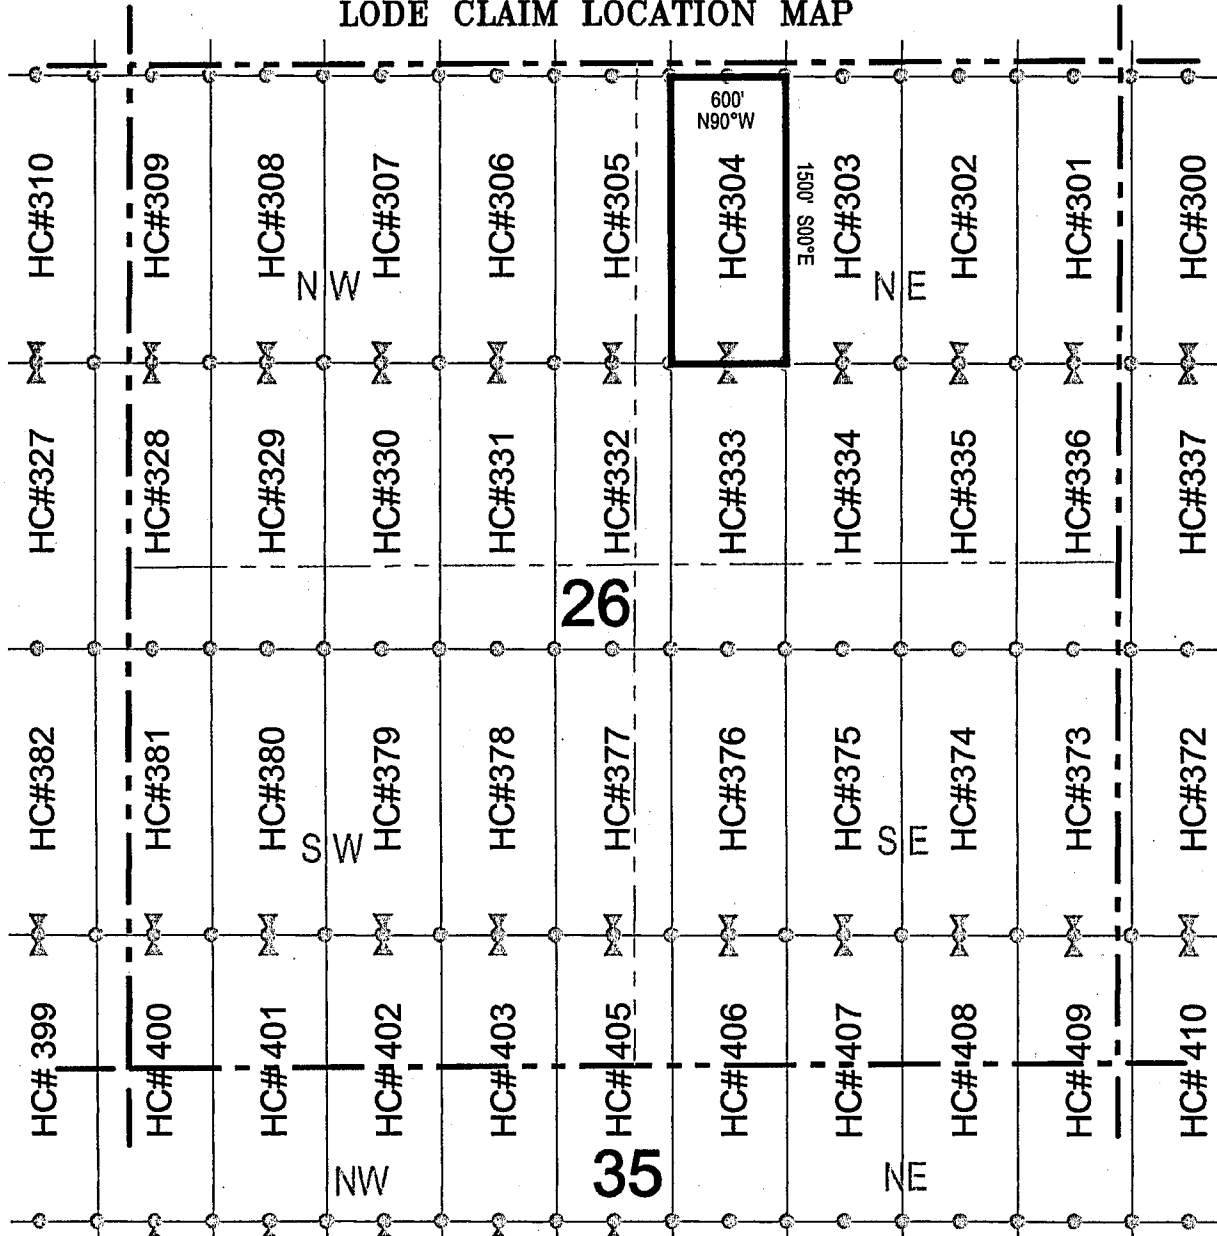 LODE CLAIM LOCATION MAP
600'
N90°W
1500' S00°E
HC#310
HC#309
HC#308
HC#307
HC#306
HC#305
HC#304
HC#303
HC#302
HC#301
HC#300
NW
NE
HC#327
HC#328
HC#329
HC#330
HC#331
HC#332
HC#333
HC#334
HC#335
HC#336
HC#337
26
HC#382
HC#381
HC#380
HC#379
HC#378
HC#377
HC#376
HC#375
HC#374
HC#373
HC#372
SW
SE
HC# 399
HC# 400
HC# 401
HC# 402
HC# 403
HC# 405
HC# 406
HC# 407
HC# 408
HC# 409
HC# 410
NW
35
NE